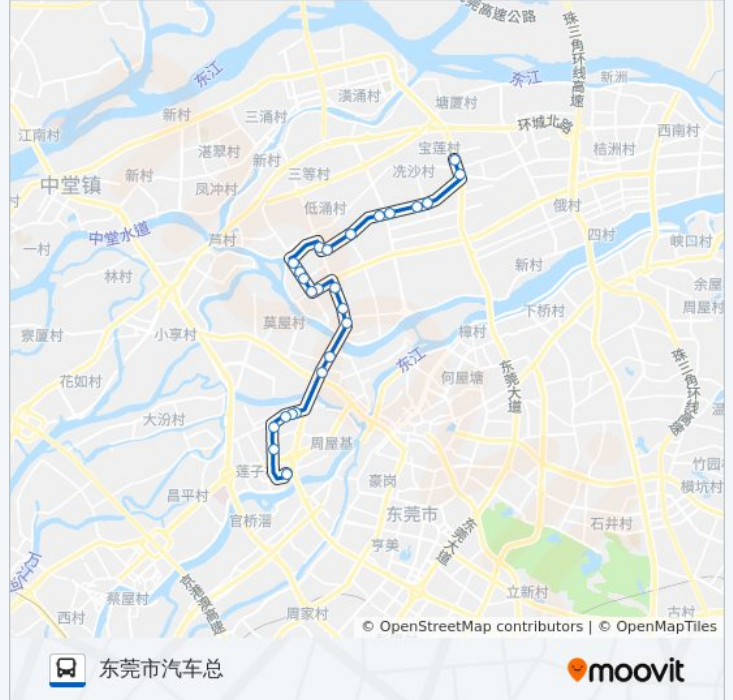 莞高速公路
珠三角环线高速
东江
东江
新洲
潢涌村
塘厦村
新村
三涌村
环城北路
江南村
宝莲村
西南村
湛翠村
新村
桔洲村
冼沙村
三等村
新村
中堂镇
凤冲村
村
俄村
低涌村
中堂水道
芦村
四村
峡口村
一村
新村
林村
余屋
下桥村
周屋村
莫屋村
寮厦村
小享村
樟村
东江
珠三角环线高速
花如村
何屋塘
东莞大道
温
大汾村
周屋基
竹园
莲子
豪岗
横坑村
昌平村
东莞市
官桥滘
石井村
东莞大道
亨美
立新村
京港澳高速
蔡屋村
周家村
古村
西村
© OpenStreetMap contributors | © OpenMapTiles
东莞市汽车总
moovit